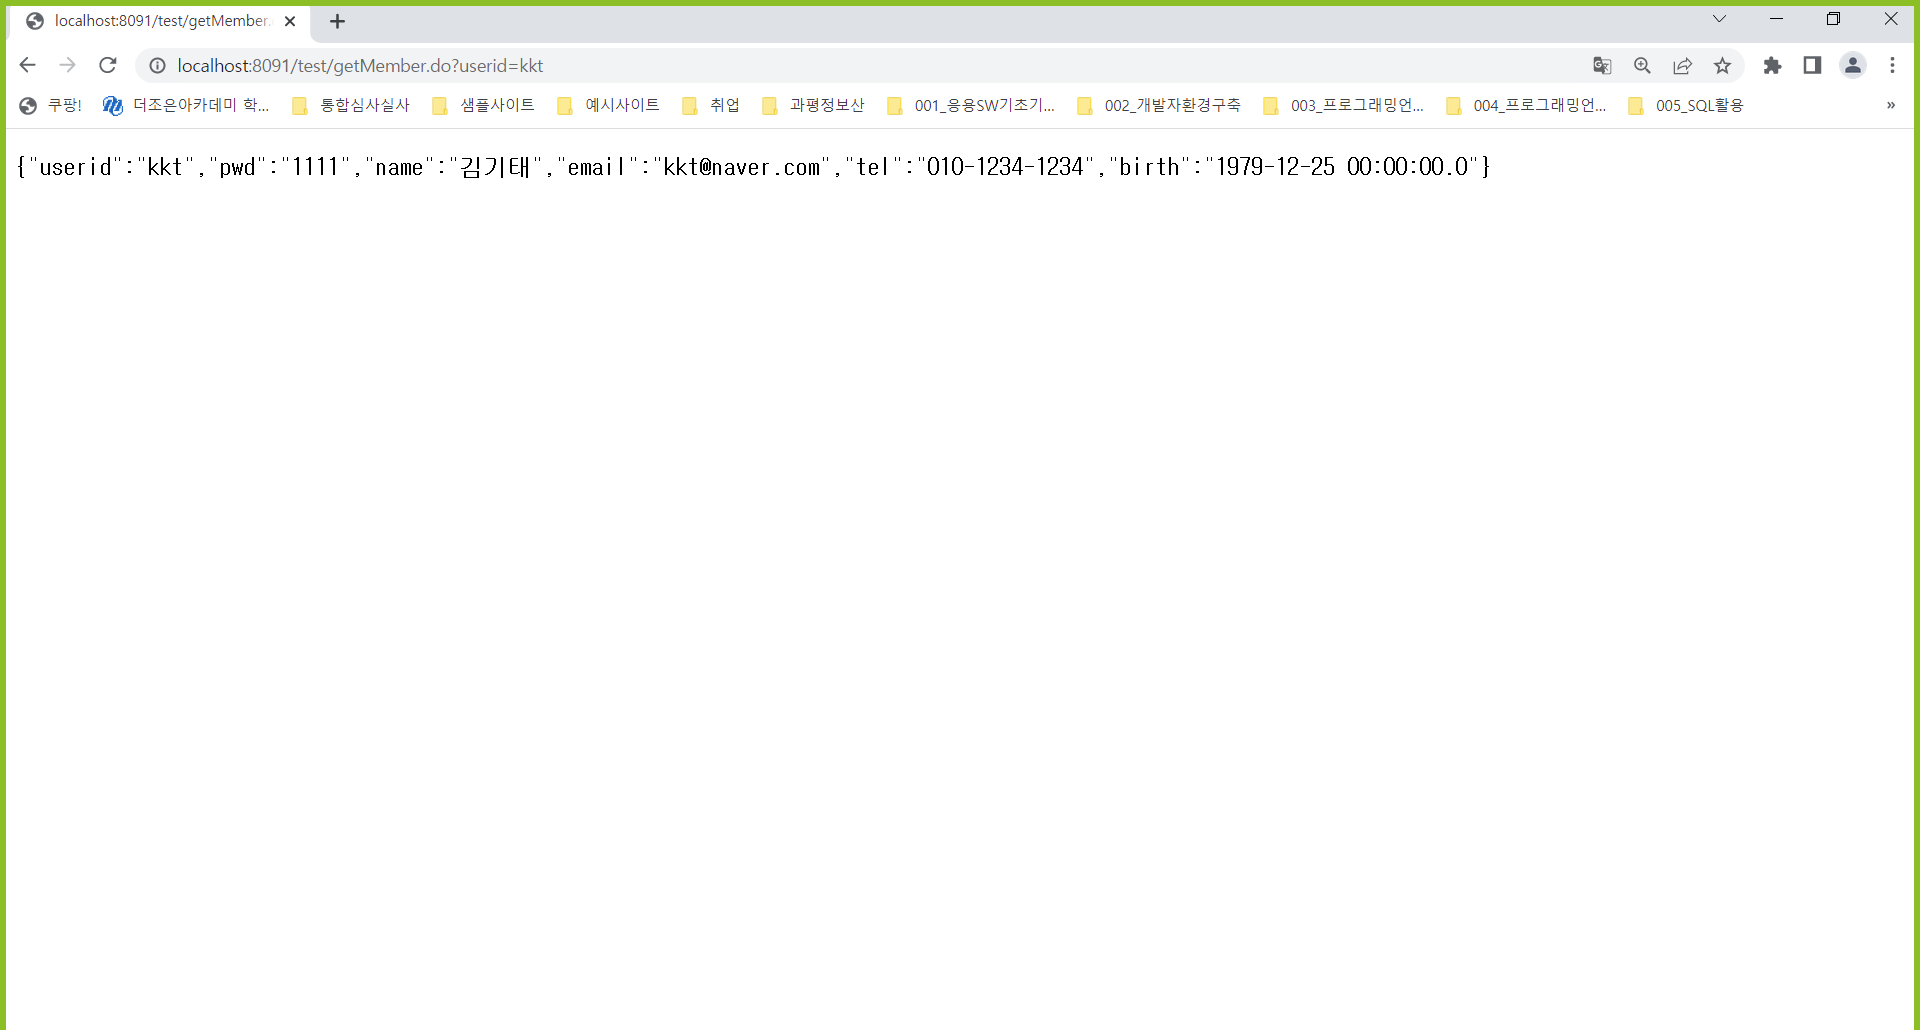 localhost:8091/test/getMember.
localhost:8091/test/getMember.do?userid=kkt
쿠팡! 더조은아카데미 학... 통합심사실사 샘플사이트 예시사이트 취업 과평정보산 001_응용SW기초기... 002_개발자환경구축 003_프로그래밍언... 004_프로그래밍언... 005_SQL활용 »
{"userid":"kkt","pwd":"1111","name":"김기태","email":"kkt@naver.com","tel":"010-1234-1234","birth":"1979-12-25 00:00:00.0"}